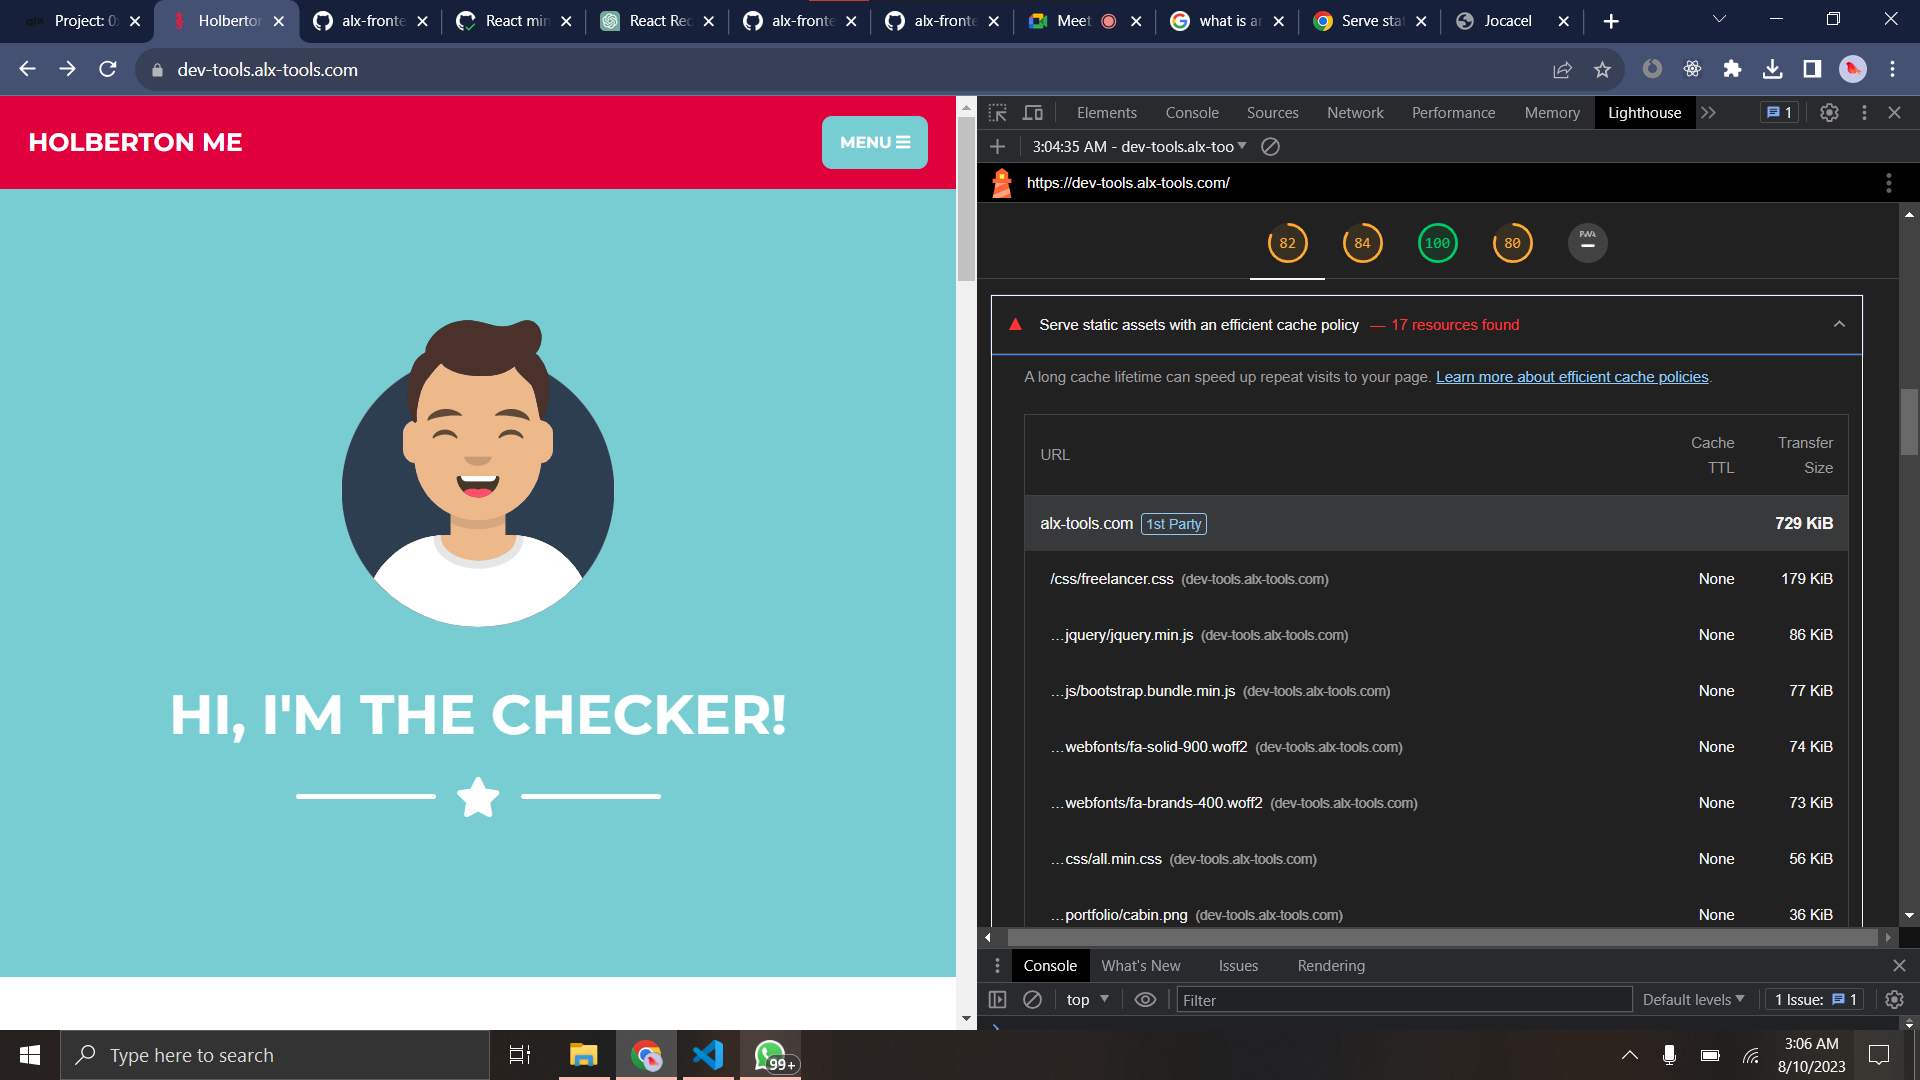 Project: 0x
Holberton
alx-fronte
React min
React Red
alx-fronte
alx-fronte
Meet
what is an
Serve stat
Jocacel
dev-tools.alx-tools.com
HOLBERTON ME
MENU
HI, I'M THE CHECKER!
Elements
Console
Sources
Network
Performance
Memory
Lighthouse
1
3:04:35 AM - dev-tools.alx-too
https://dev-tools.alx-tools.com/
82
84
100
80
PWA
Serve static assets with an efficient cache policy — 17 resources found
A long cache lifetime can speed up repeat visits to your page. Learn more about efficient cache policies.
URL
Cache TTL
Transfer Size
alx-tools.com 1st Party 729 KiB
/css/freelancer.css (dev-tools.alx-tools.com) None 179 KiB
…jquery/jquery.min.js (dev-tools.alx-tools.com) None 86 KiB
…js/bootstrap.bundle.min.js (dev-tools.alx-tools.com) None 77 KiB
…webfonts/fa-solid-900.woff2 (dev-tools.alx-tools.com) None 74 KiB
…webfonts/fa-brands-400.woff2 (dev-tools.alx-tools.com) None 73 KiB
…css/all.min.css (dev-tools.alx-tools.com) None 56 KiB
…portfolio/cabin.png (dev-tools.alx-tools.com) None 36 KiB
Console
What's New
Issues
Rendering
top
Filter
Default levels
1 Issue: 1
Type here to search
99+
3:06 AM
8/10/2023